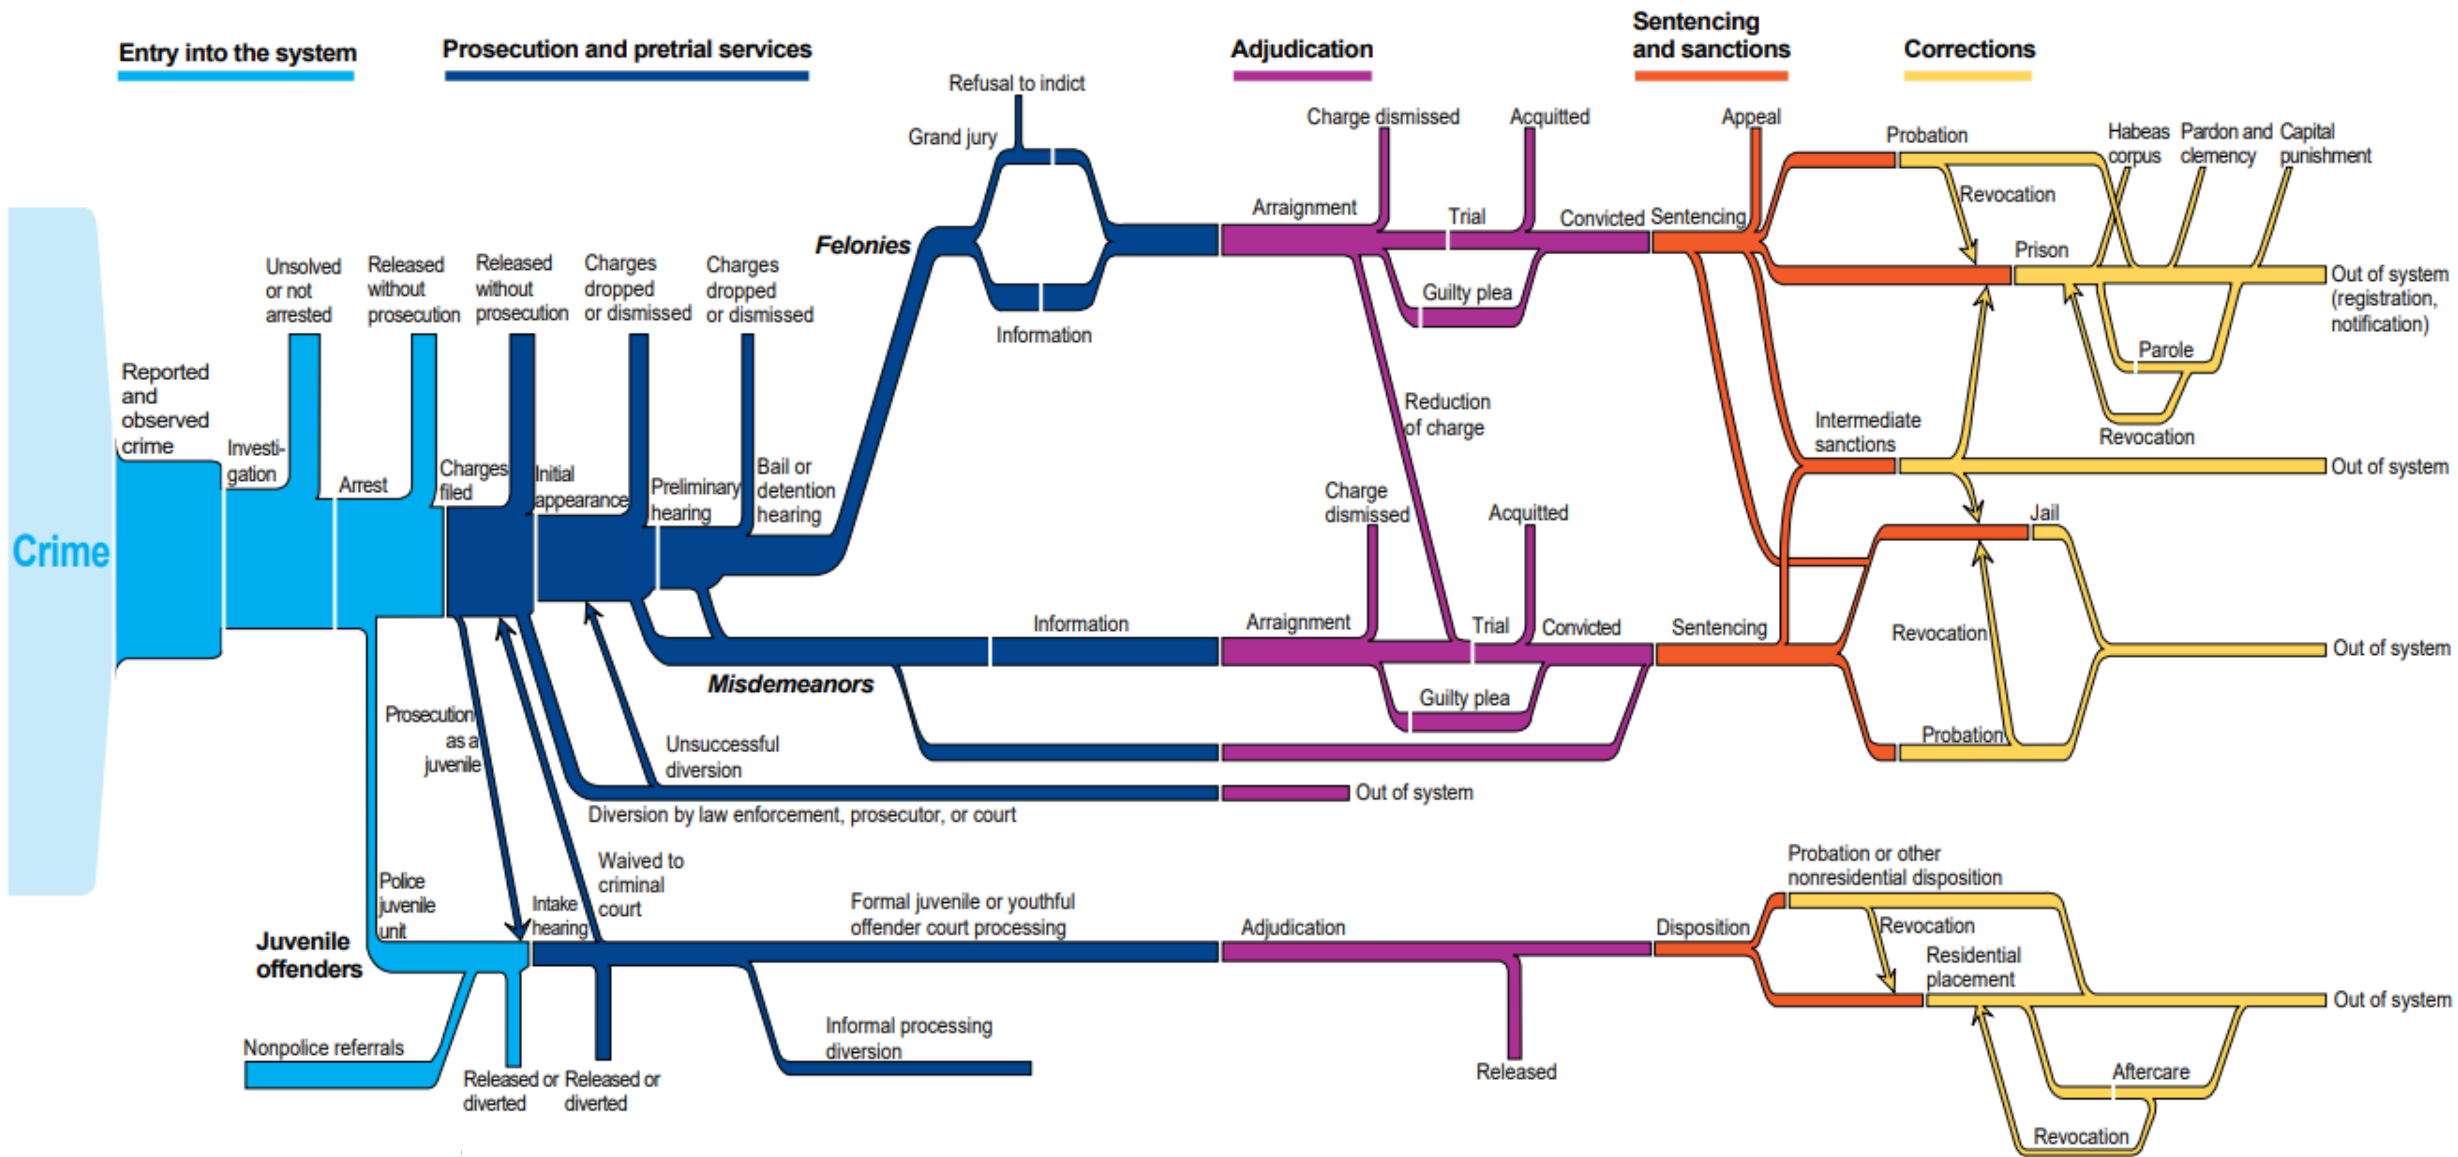 Entry into the system
Prosecution and pretrial services
Adjudication
Sentencing
and sanctions
Corrections
Refusal to indict
Grand jury
Felonies
Information
Charge dismissed
Acquitted
Arraignment
Trial
Convicted
Guilty plea
Sentencing
Appeal
Probation
Revocation
Prison
Habeas
corpus
Pardon and
clemency
Capital
punishment
Out of system
(registration,
notification)
Parole
Revocation
Crime
Reported
and
observed
crime
Investi-
gation
Unsolved
or not
arrested
Arrest
Released
without
prosecution
Charges
filed
Released
without
prosecution
Initial
appearance
Charges
dropped
or dismissed
Preliminary
hearing
Charges
dropped
or dismissed
Bail or
detention
hearing
Reduction
of charge
Intermediate
sanctions
Out of system
Charge
dismissed
Acquitted
Jail
Misdemeanors
Information
Arraignment
Trial
Convicted
Guilty plea
Sentencing
Revocation
Probation
Out of system
Prosecution
as a
juvenile
Unsuccessful
diversion
Out of system
Diversion by law enforcement, prosecutor, or court
Waived to
criminal
court
Police
juvenile
unit
Juvenile
offenders
Intake
hearing
Formal juvenile or youthful
offender court processing
Adjudication
Disposition
Probation or other
nonresidential disposition
Revocation
Residential
placement
Out of system
Nonpolice referrals
Released or
diverted
Released or
diverted
Informal processing
diversion
Released
Aftercare
Revocation